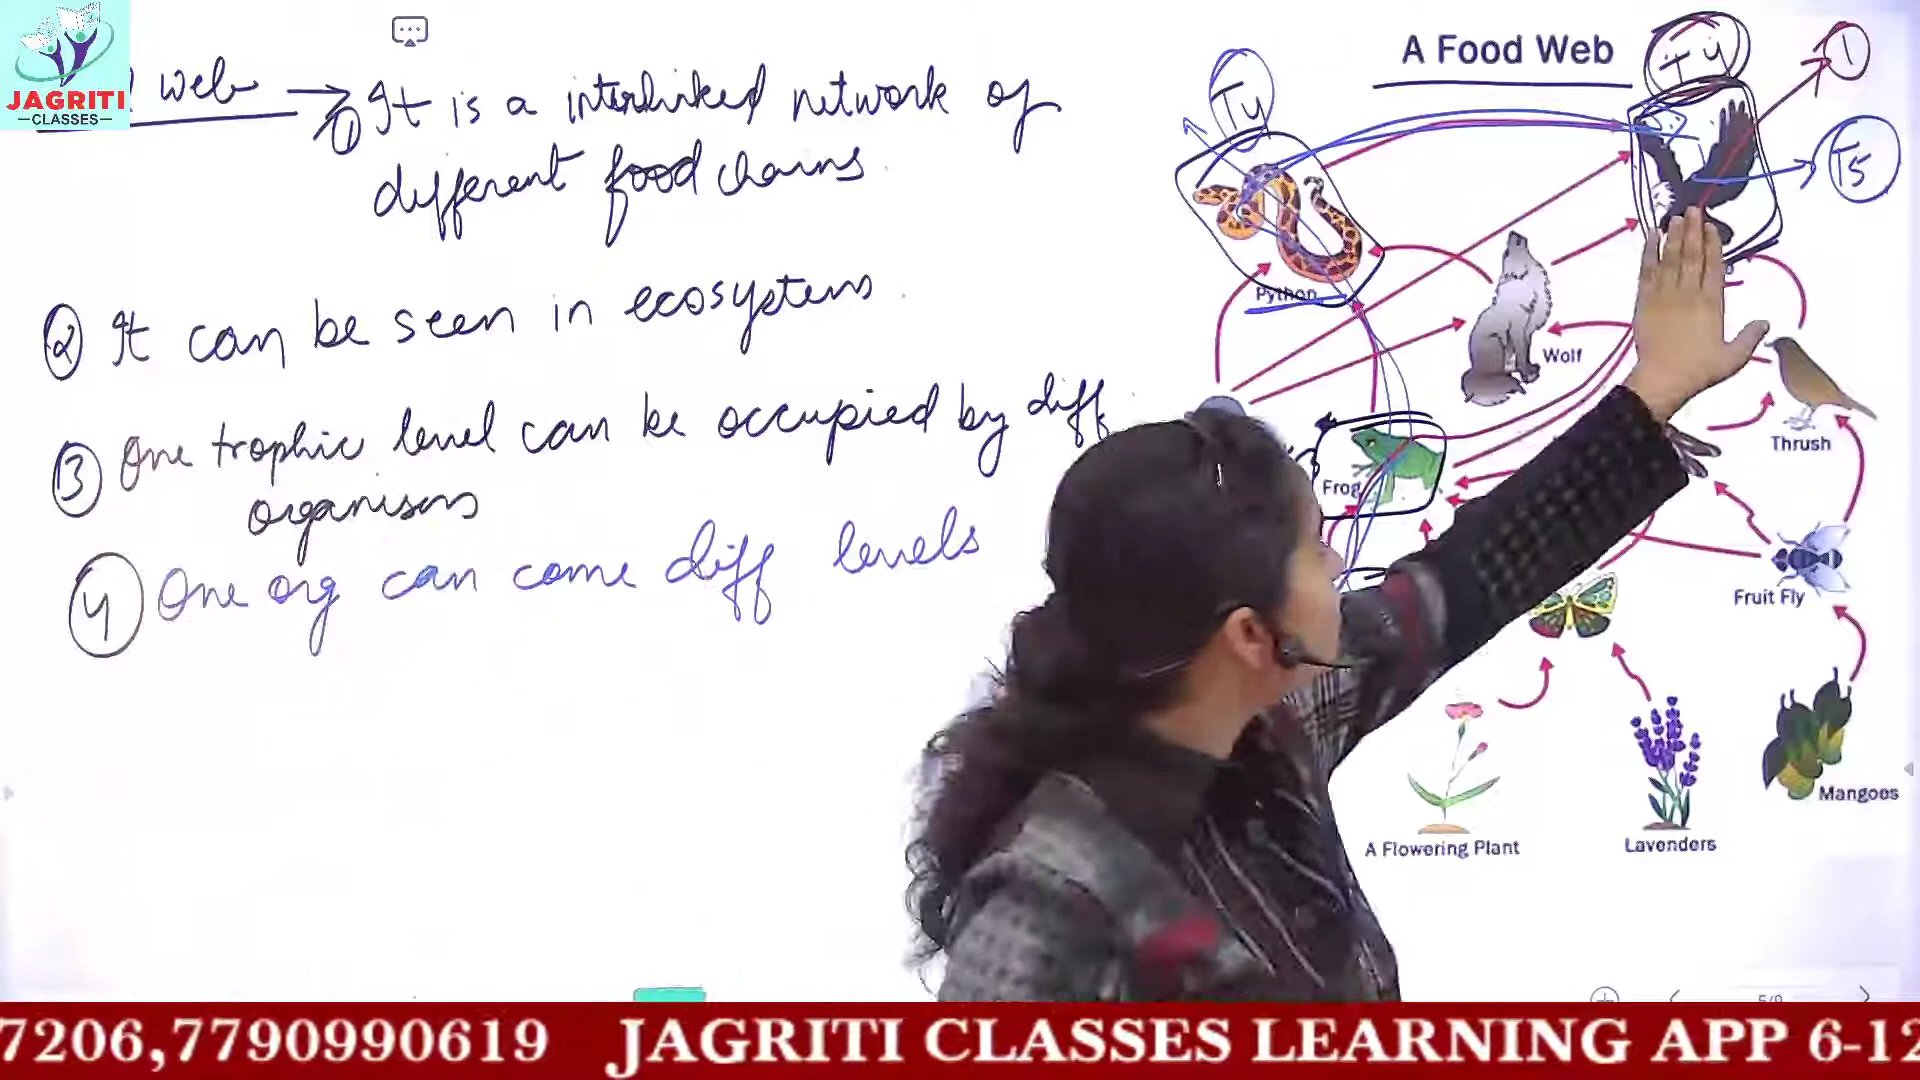 JAGRITI
—CLASSES—
web → ① It is a interlinked network of
different food chains.
② It can be seen in ecosystems.
③ One trophic level can be occupied by diff
organisms
④ One org can come diff levels
A Food Web
T4
T4
1
T5
Python
Wolf
Thrush
Frog
Fruit Fly
Mangoes
A Flowering Plant
Lavenders
5/9
7206,7790990619 JAGRITI CLASSES LEARNING APP 6-12